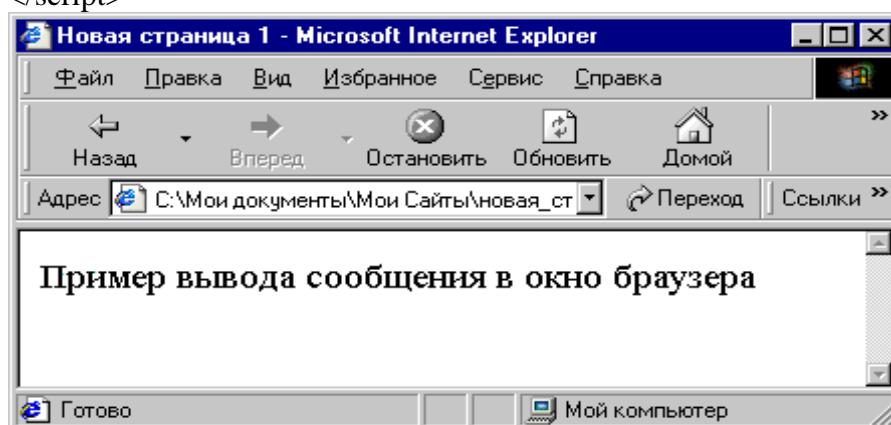 </script>
Новая страница 1 - Microsoft Internet Explorer
Файл Правка Вид Избранное Сервис Справка
Назад Вперед Остановить Обновить Домой »
Адрес C:\Мои документы\Мои Сайты\новая_ст Переход Ссылки »
Пример вывода сообщения в окно браузера
Готово Мой компьютер